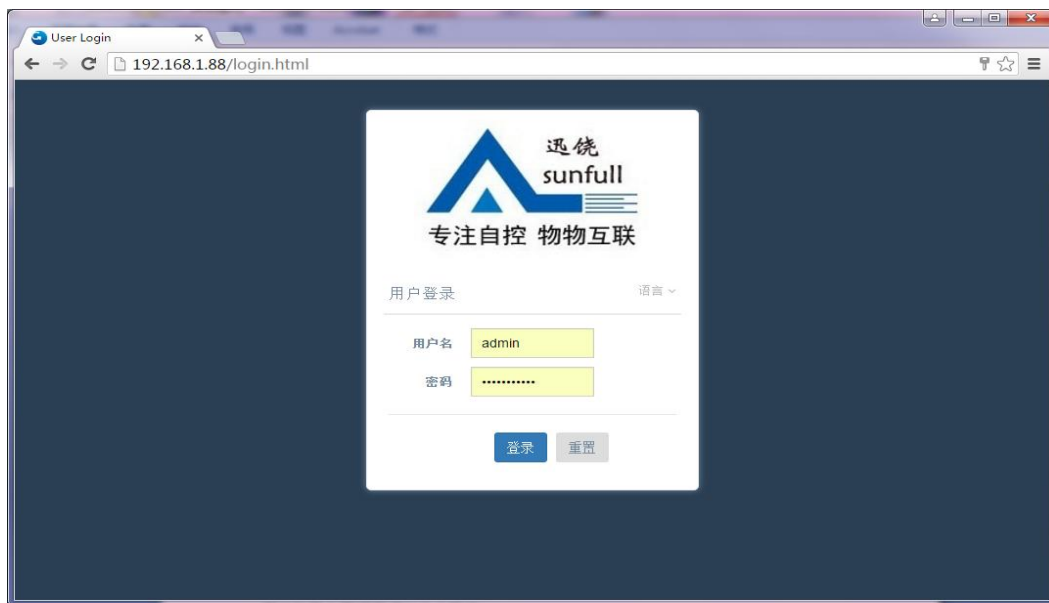 User Login
192.168.1.88/login.html
迅饶
sunfull
专注自控 物物互联
用户登录 语言
用户名 admin
密码 •••••••••••
登录 重置